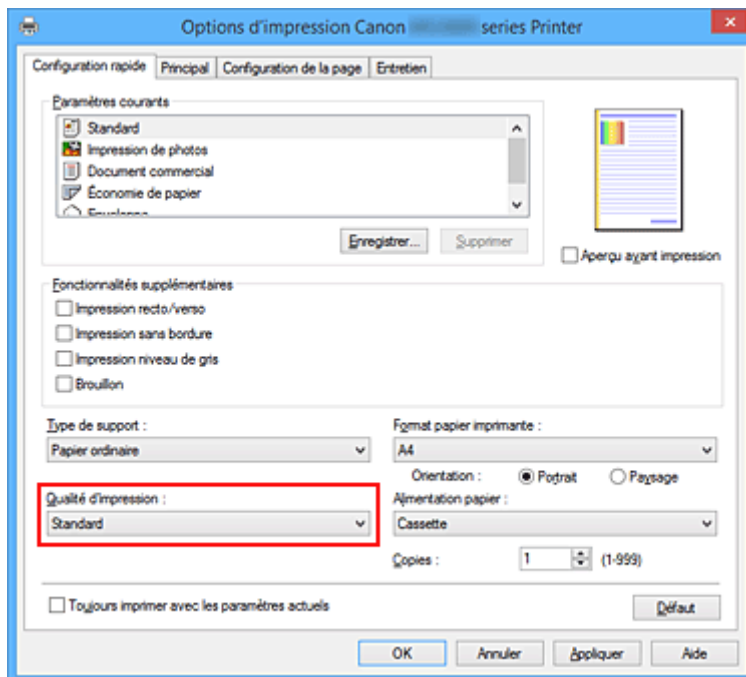 Options d'impression Canon series Printer
Configuration rapide Principal Configuration de la page Entretien
Paramètres courants
Standard
Impression de photos
Document commercial
Économie de papier
Enregistrer... Supprimer
Aperçu avant impression
Fonctionnalités supplémentaires
Impression recto/verso
Impression sans bordure
Impression niveau de gris
Brouillon
Type de support : Format papier imprimante :
Papier ordinaire A4
Orientation : Portrait Paysage
Qualité d'impression : Alimentation papier :
Standard Cassette
Copies : 1 (1-999)
Toujours imprimer avec les paramètres actuels Défaut
OK Annuler Appliquer Aide